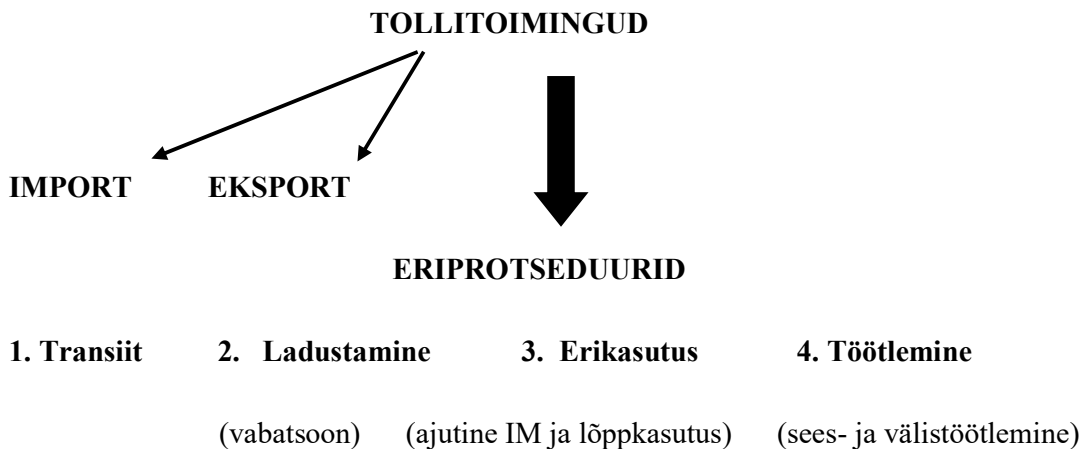 TOLLITOIMINGUD
IMPORT EKSPORT
ERIPROTSEDUURID
1. Transiit 2. Ladustamine 3. Erikasutus 4. Töötlemine
(vabatsoon) (ajutine IM ja lõppkasutus) (sees- ja välistöötlemine)